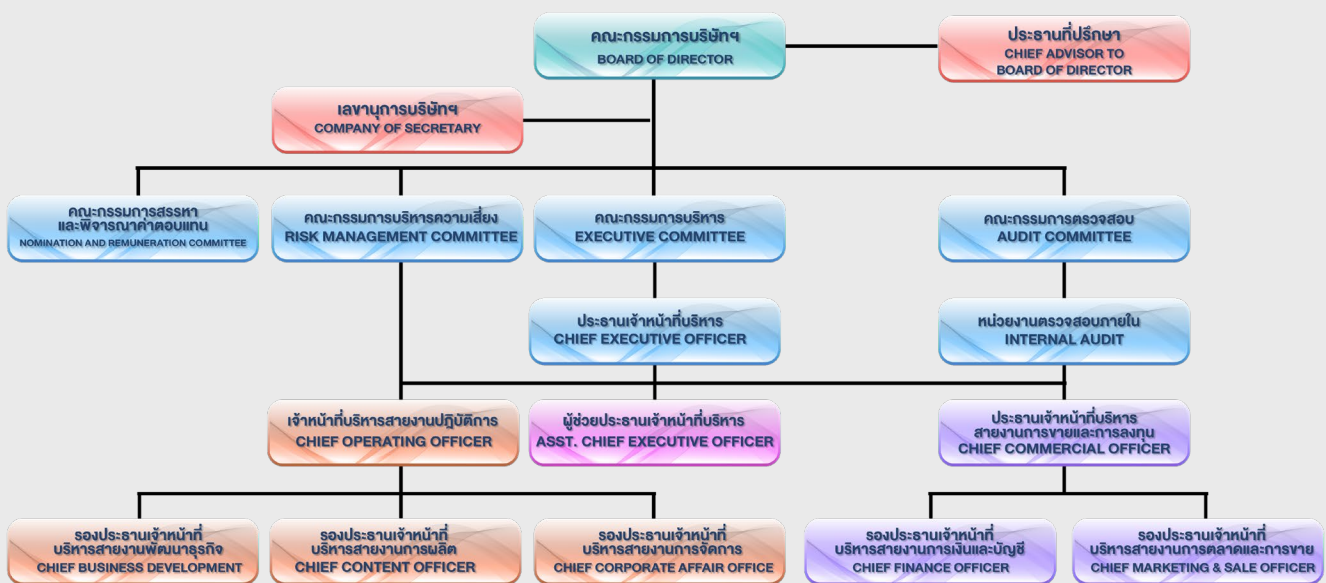 คณะกรรมการบริษัทฯ
BOARD OF DIRECTOR
ประธานที่ปรึกษา
CHIEF ADVISOR TO
BOARD OF DIRECTOR
เลขานุการบริษัทฯ
COMPANY OF SECRETARY
คณะกรรมการสรรหา
และพิจารณาค่าตอบแทน
NOMINATION AND REMUNERATION COMMITTEE
คณะกรรมการบริหารความเสี่ยง
RISK MANAGEMENT COMMITTEE
คณะกรรมการบริหาร
EXECUTIVE COMMITTEE
คณะกรรมการตรวจสอบ
AUDIT COMMITTEE
ประธานเจ้าหน้าที่บริหาร
CHIEF EXECUTIVE OFFICER
หน่วยงานตรวจสอบภายใน
INTERNAL AUDIT
เจ้าหน้าที่บริหารสายงานปฏิบัติการ
CHIEF OPERATING OFFICER
ผู้ช่วยประธานเจ้าหน้าที่บริหาร
ASST. CHIEF EXECUTIVE OFFICER
ประธานเจ้าหน้าที่บริหาร
สายงานการขายและการลงทุน
CHIEF COMMERCIAL OFFICER
รองประธานเจ้าหน้าที่
บริหารสายงานพัฒนาธุรกิจ
CHIEF BUSINESS DEVELOPMENT
รองประธานเจ้าหน้าที่
บริหารสายงานการผลิต
CHIEF CONTENT OFFICER
รองประธานเจ้าหน้าที่
บริหารสายงานการจัดการ
CHIEF CORPORATE AFFAIR OFFICE
รองประธานเจ้าหน้าที่
บริหารสายงานการเงินและบัญชี
CHIEF FINANCE OFFICER
รองประธานเจ้าหน้าที่
บริหารสายงานการตลาดและการขาย
CHIEF MARKETING & SALE OFFICER